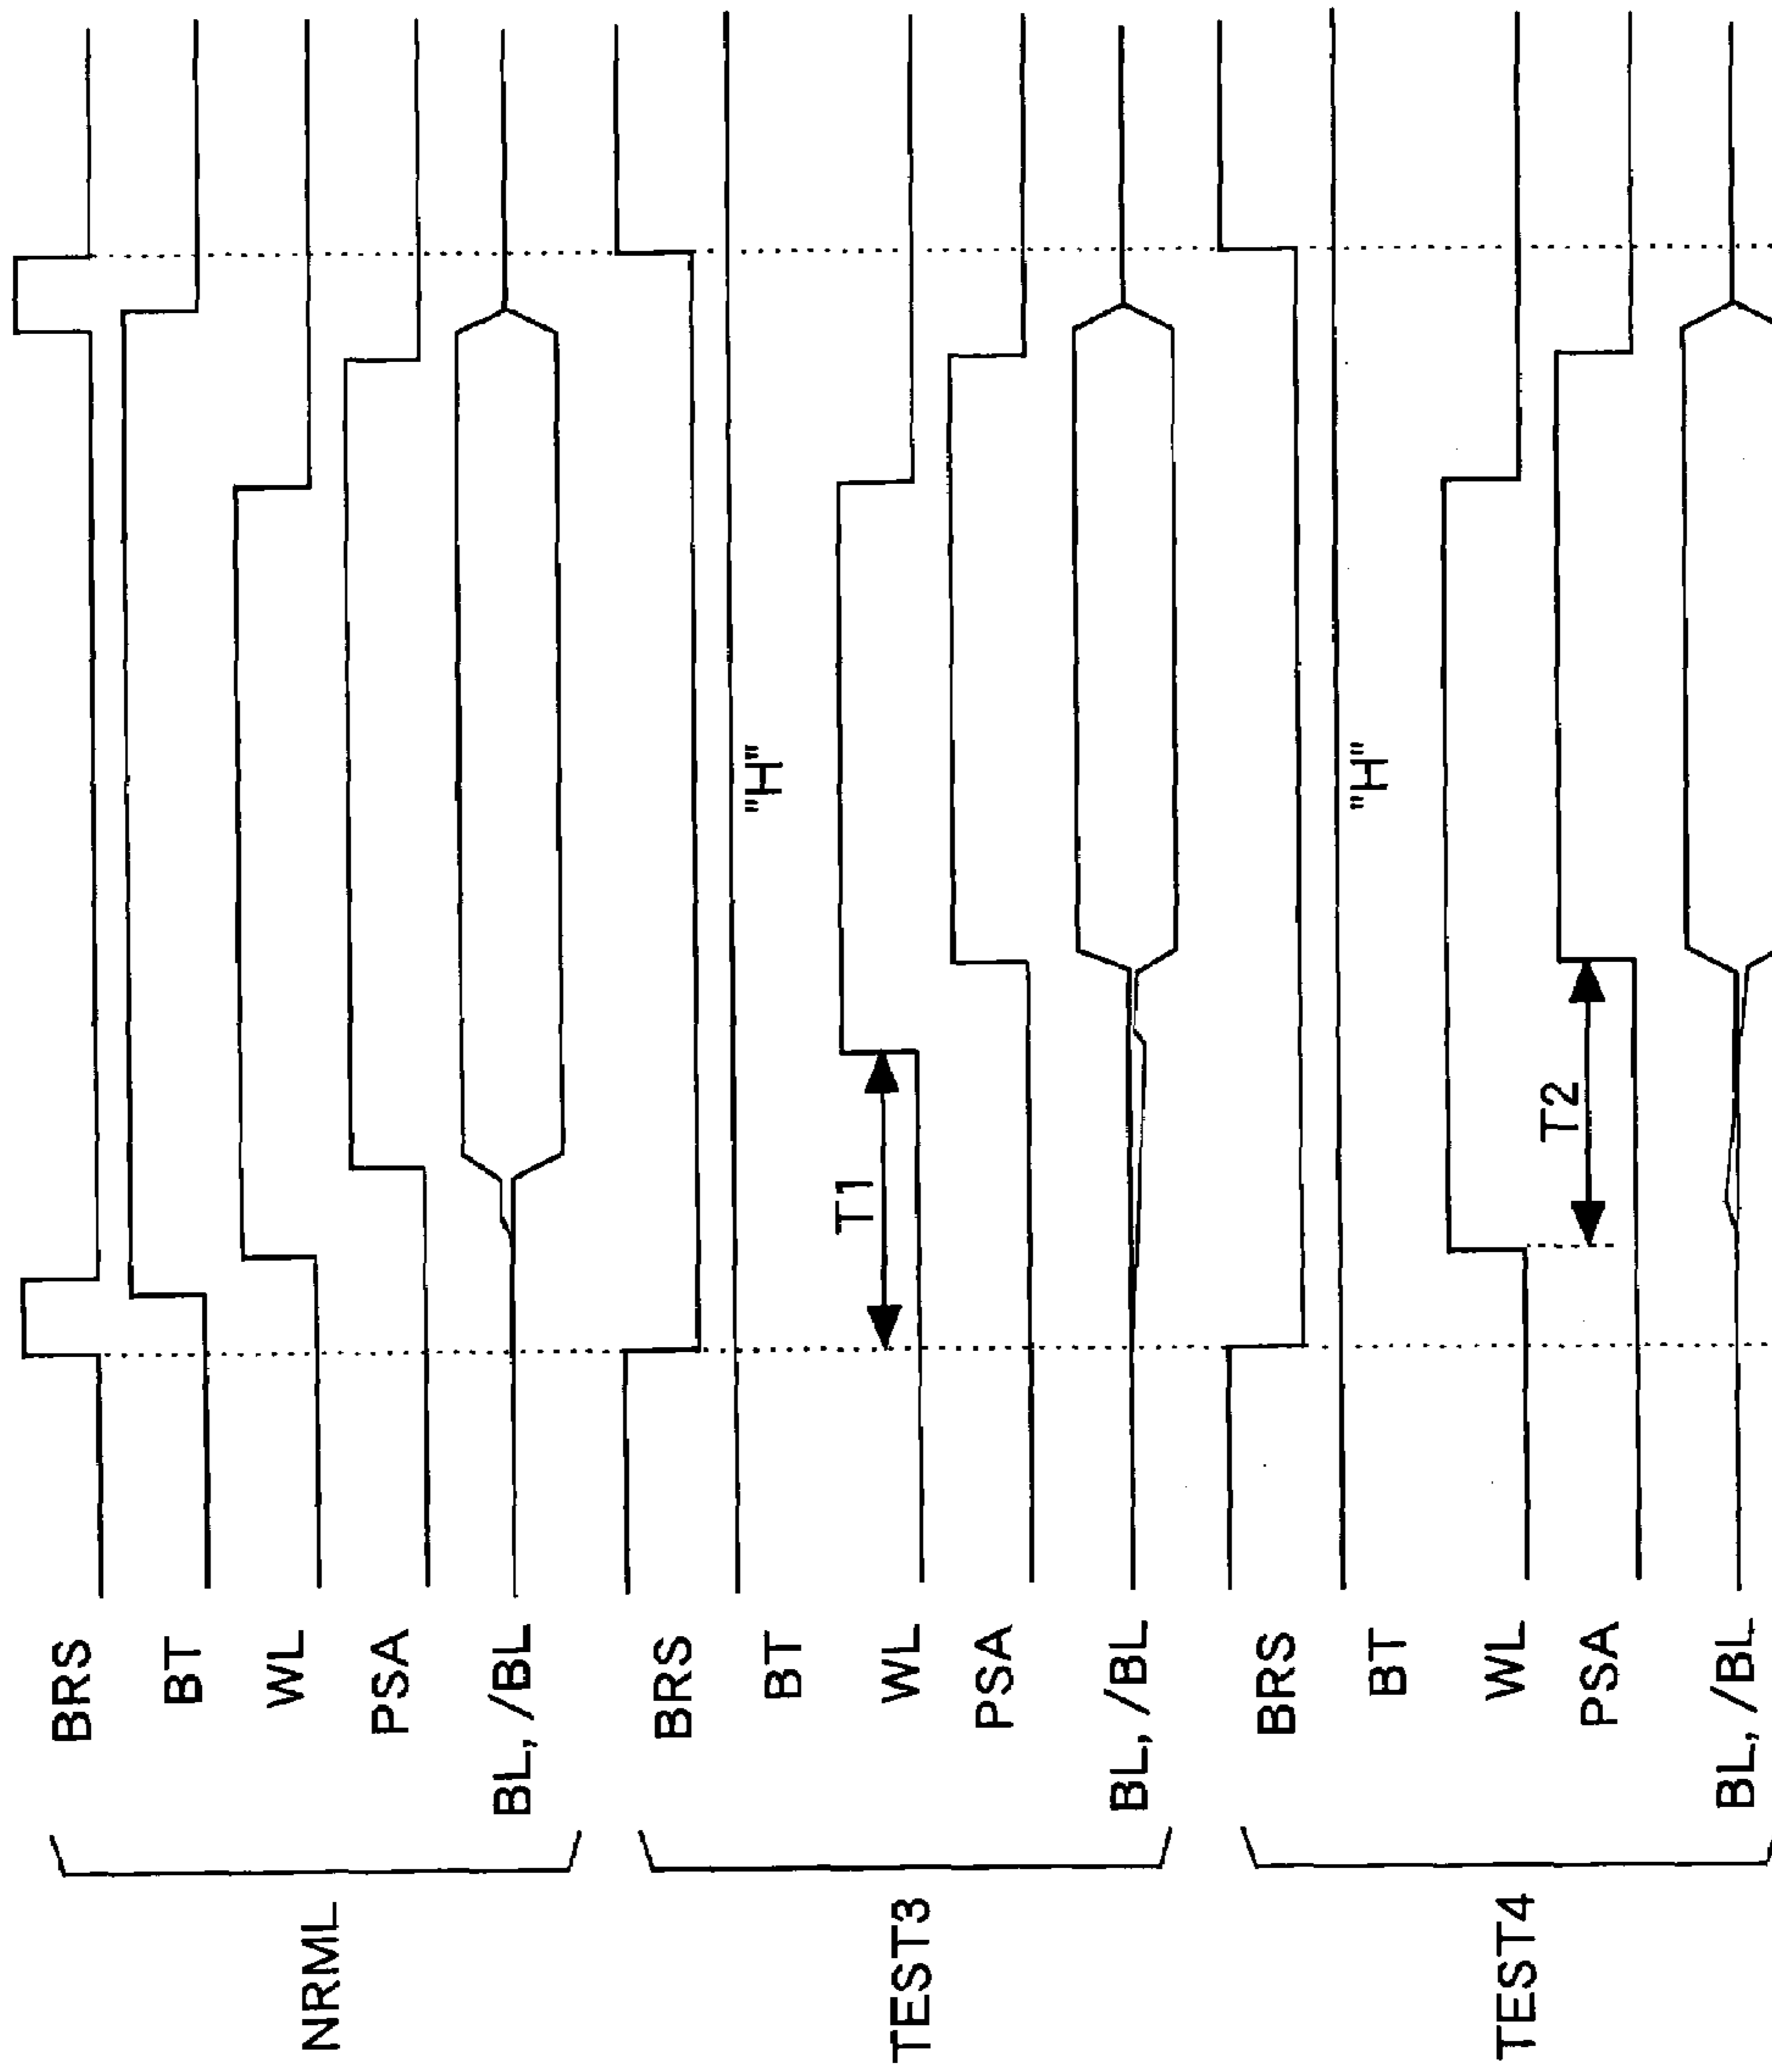 NRML
BRS
BT
WL
PSA
BL, /BL
TEST3
BRS
BT
"H"
WL
T1
PSA
BL, /BL
TEST4
BRS
BT
"H"
WL
PSA
T2
BL, /BL